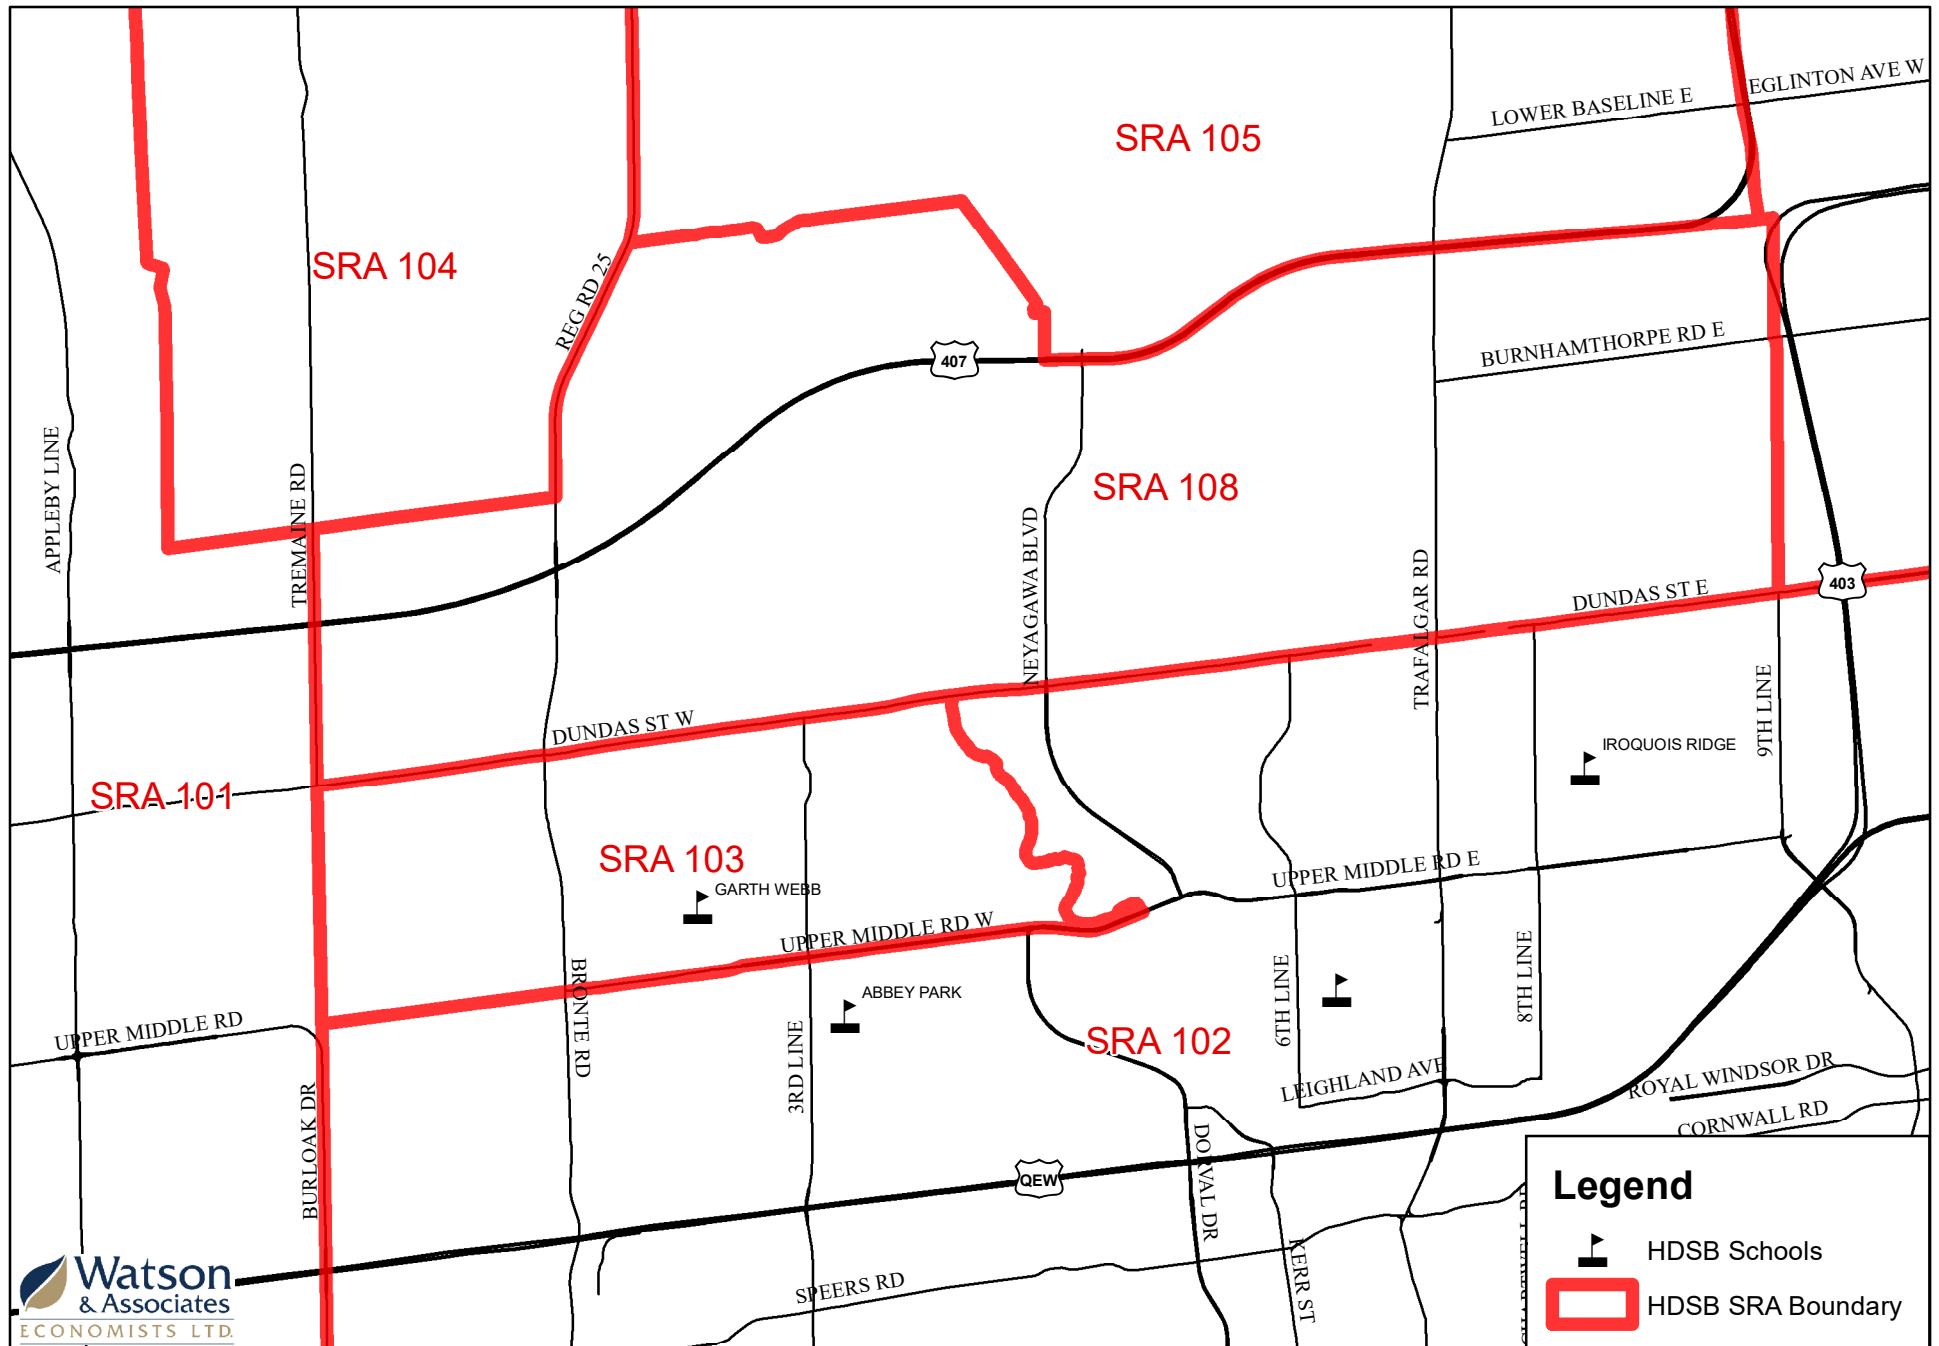 EGLINTON AVE W
LOWER BASELINE E
SRA 105
SRA 104
REG RD 25
407
BURNHAMTHORPE RD E
APPLEBY LINE
TREMAINE RD
SRA 108
NEYAGAWA BLVD
TRAFALGAR RD
403
DUNDAS ST E
DUNDAS ST W
9TH LINE
IROQUOIS RIDGE
SRA 101
SRA 103
GARTH WEBB
UPPER MIDDLE RD E
UPPER MIDDLE RD W
BRONTE RD
ABBEY PARK
6TH LINE
8TH LINE
UPPER MIDDLE RD
3RD LINE
SRA 102
LEIGHLAND AVE
ROYAL WINDSOR DR
CORNWALL RD
BURLOAK DR
DORVAL DR
QEW
KERR ST
SPEERS RD
Watson
& Associates
ECONOMISTS LTD.
Legend
HDSB Schools
HDSB SRA Boundary